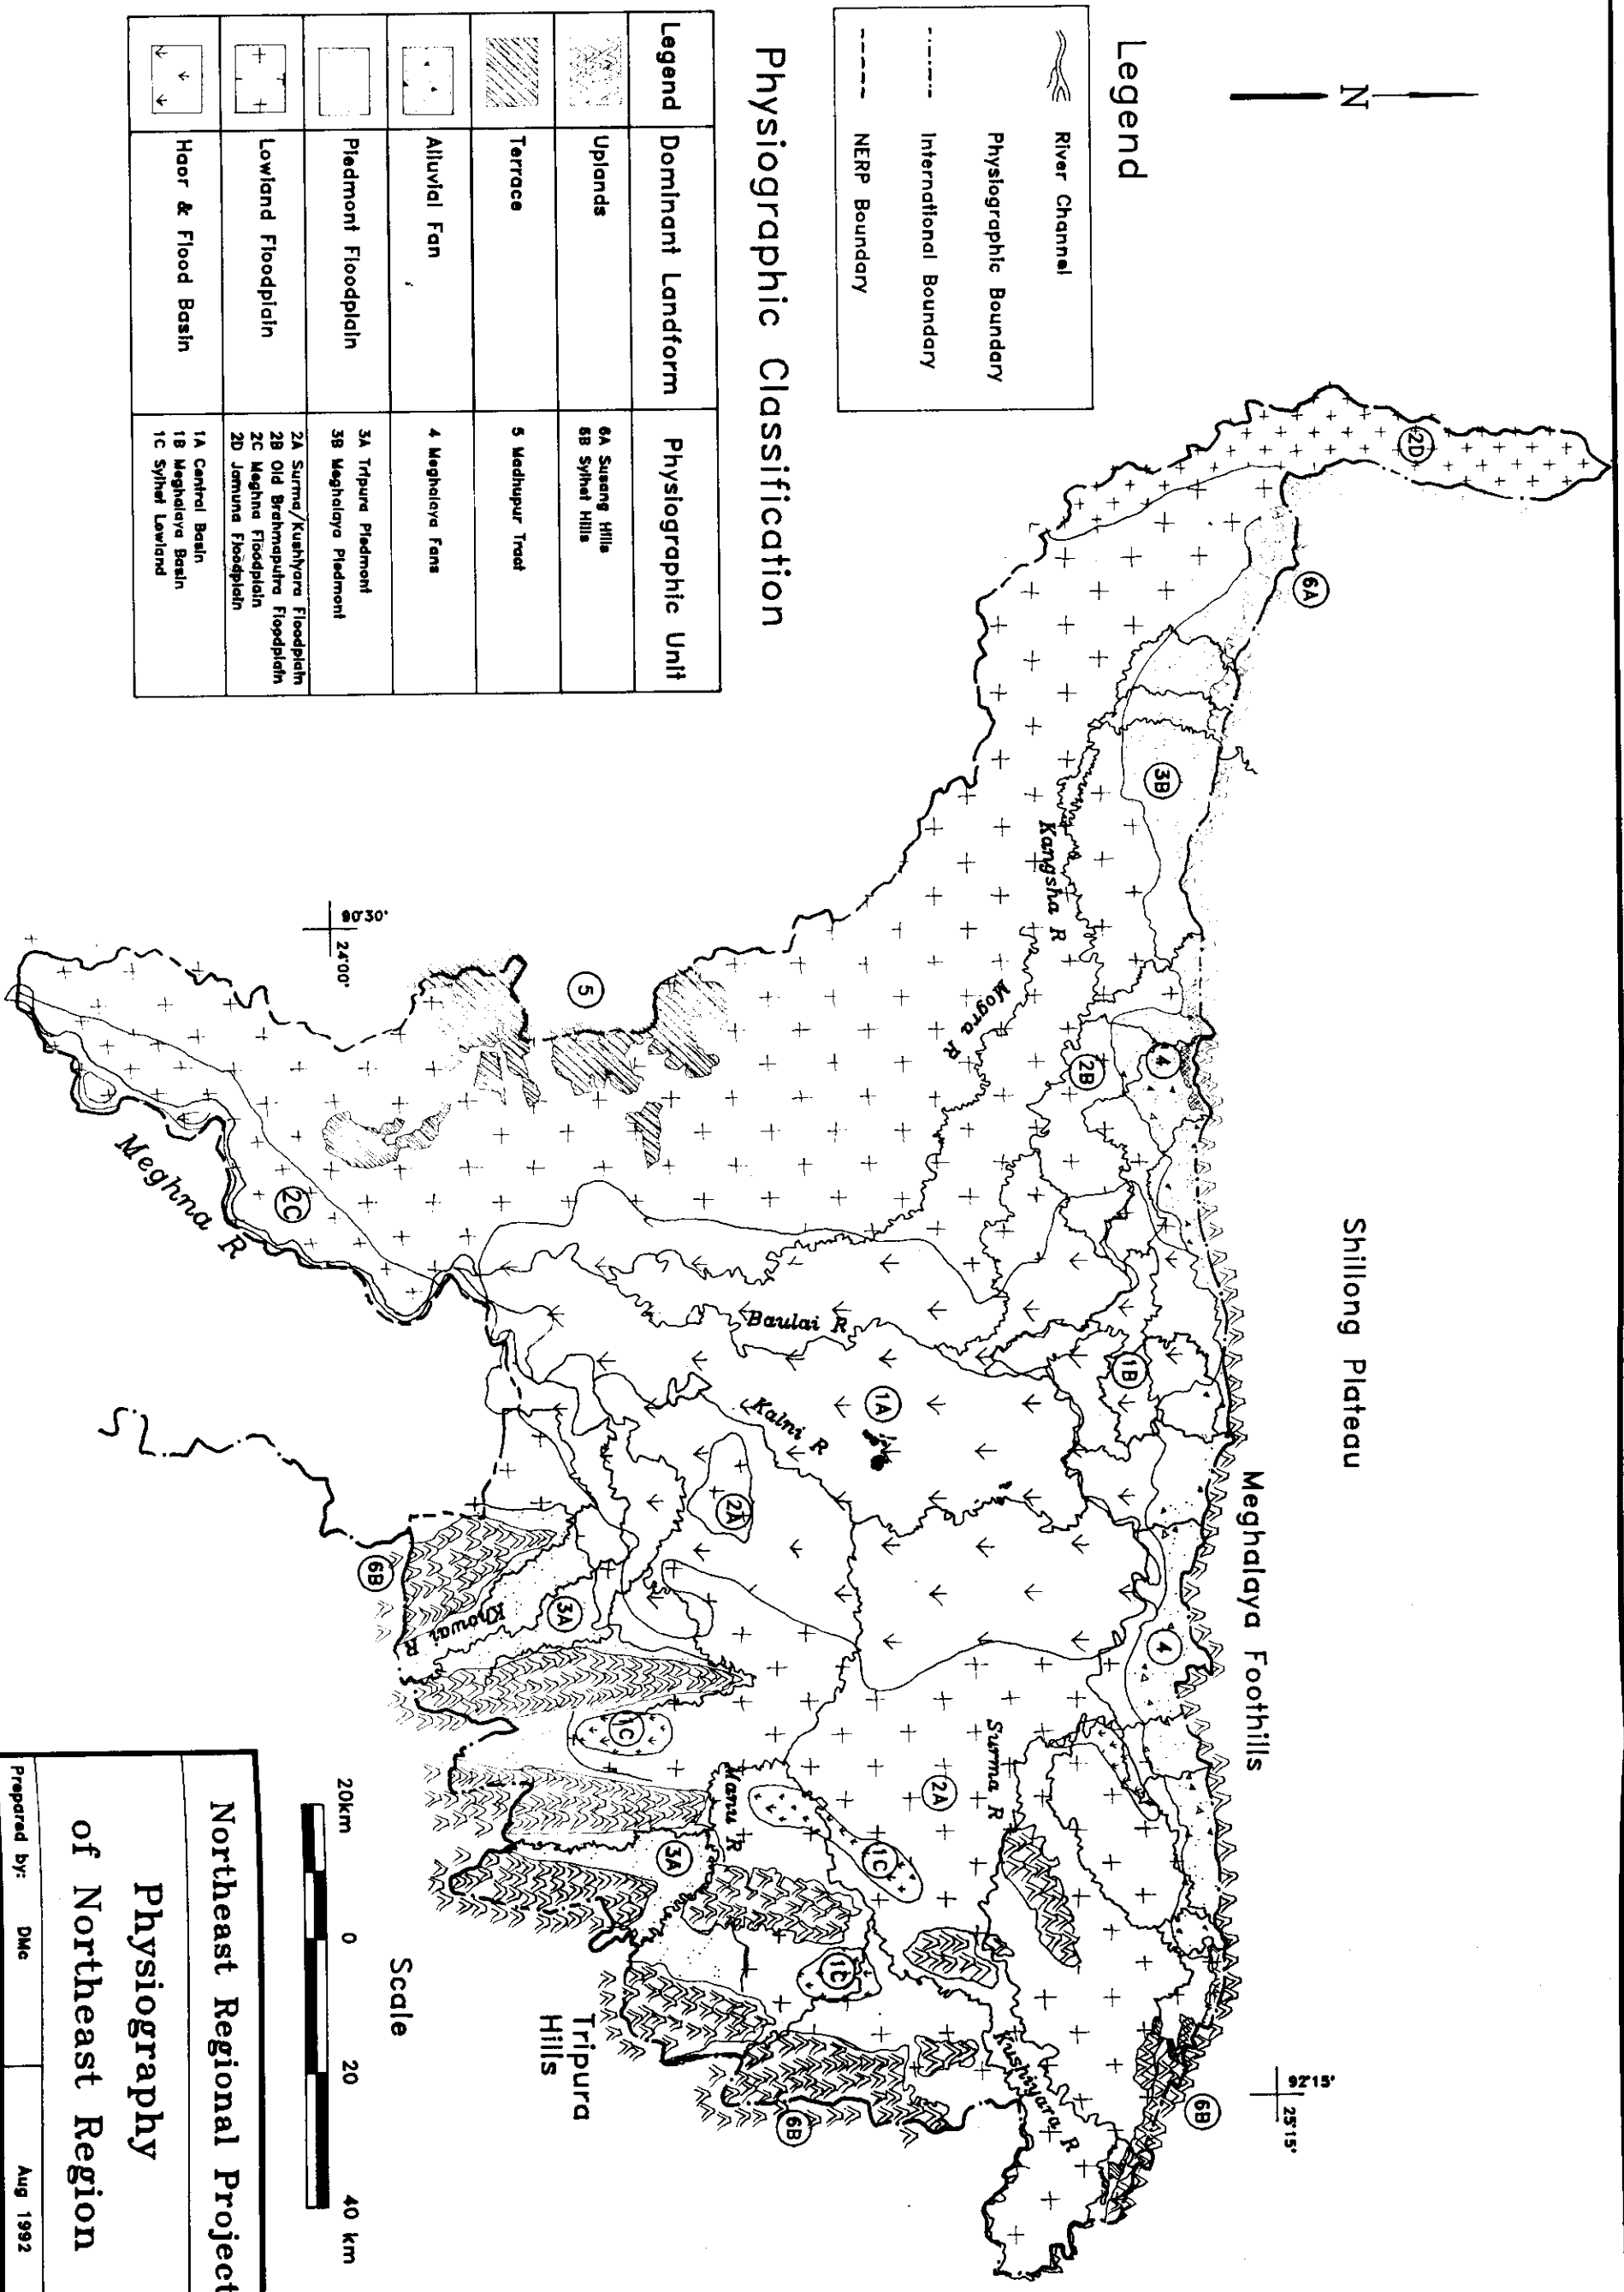 N
Legend
River Channel
Physiographic Boundary
International Boundary
NERP Boundary
Physiographic Classification
Legend
Dominant Landform
Physiographic Unit
Uplands
6A Susang Hills
6B Sylhet Hills
Terrace
5 Madhupur Tract
Alluvial Fan
4 Meghalaya Fans
Piedmont Floodplain
3A Tripura Piedmont
3B Meghalaya Piedmont
Lowland Floodplain
2A Surma/Kushiyara Floodplain
2B Old Brahmaputra Floodplain
2C Meghna Floodplain
2D Jamuna Floodplain
Haor & Flood Basin
1A Central Basin
1B Meghalaya Basin
1C Sylhet Lowland
Shillong Plateau
Meghalaya Foothills
2D
6A
3B
Kangsha R
Mogra R
4
2B
5
90°30'
24°00'
2C
Meghna R
Baulai R
1B
1A
Kalni R
2A
4
6B
3A
Khowai R
1C
Surma R
2A
Manu R
3A
1C
1C
Kushiyara R
6B
6B
92°15'
25°15'
Tripura
Hills
Scale
20km
0
20
40 km
Northeast Regional Project
Physiography
of Northeast Region
Prepared by:
DMc
Aug 1992